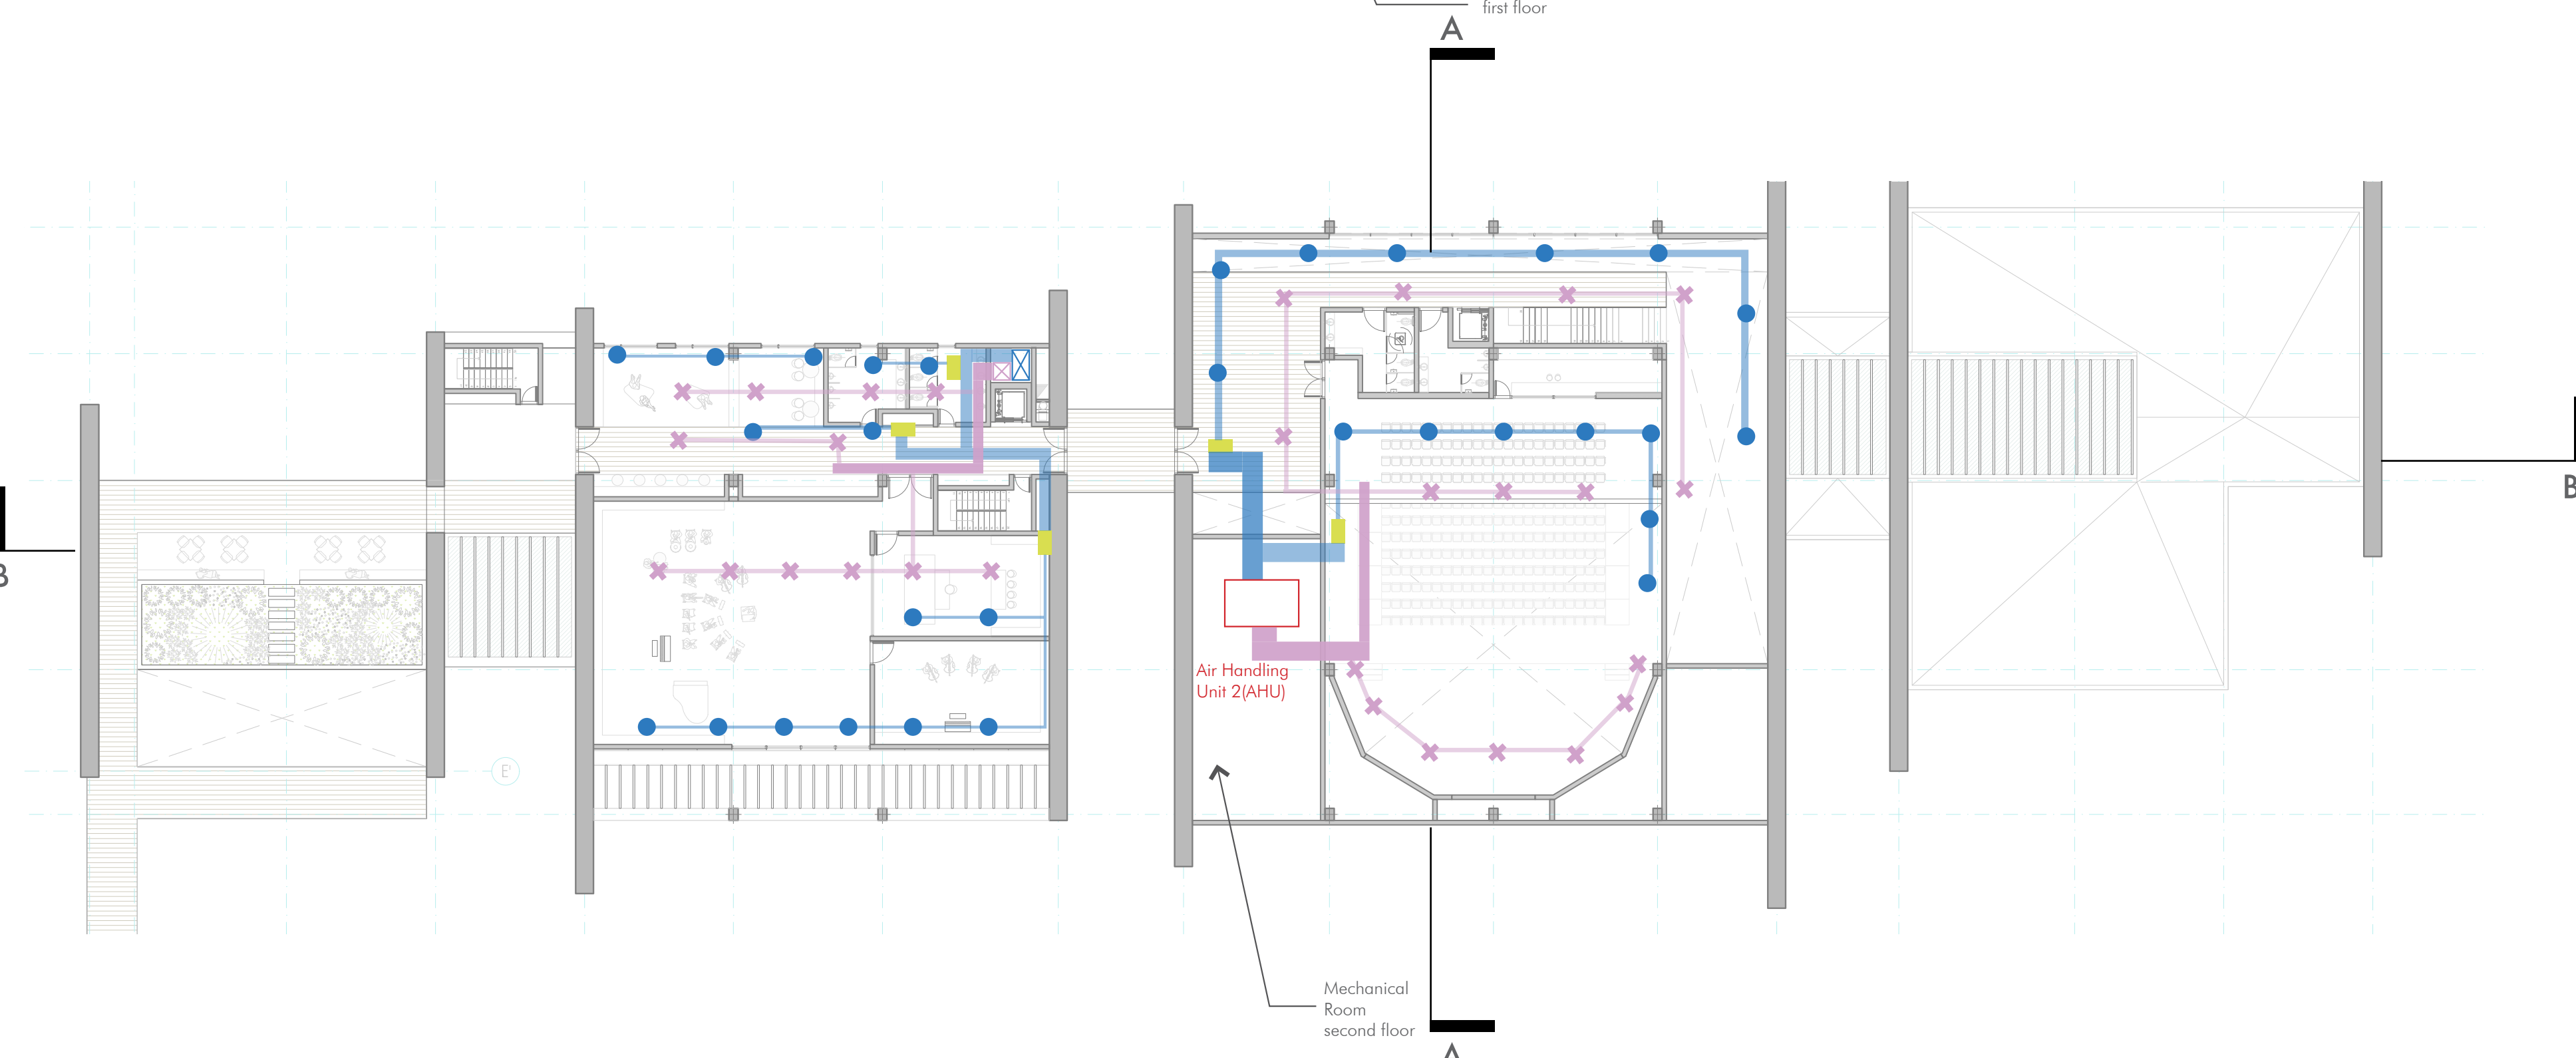 first floor
A
B
B
E'
Air Handling
Unit 2(AHU)
Mechanical
Room
second floor
A